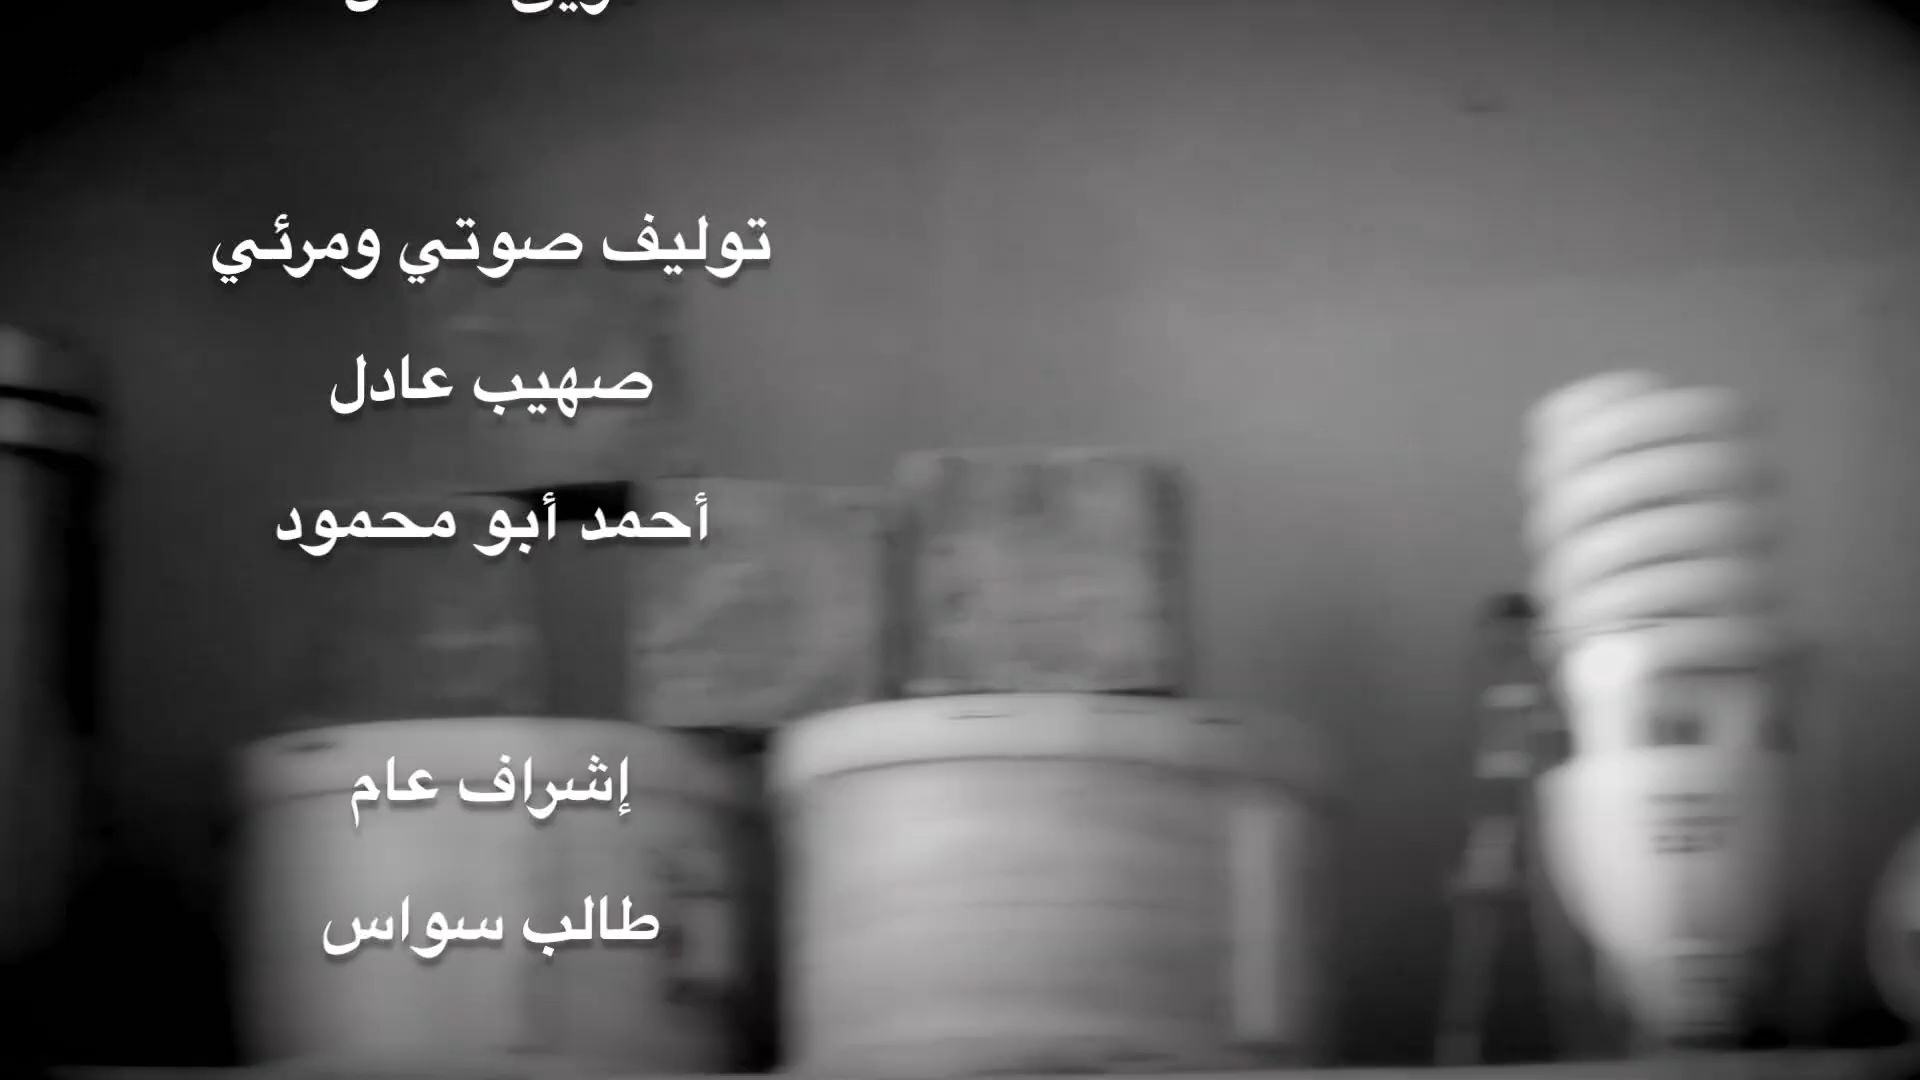 توليف صوتي ومرئي
صهيب عادل
أحمد أبو محمود
إشراف عام
طالب سواس